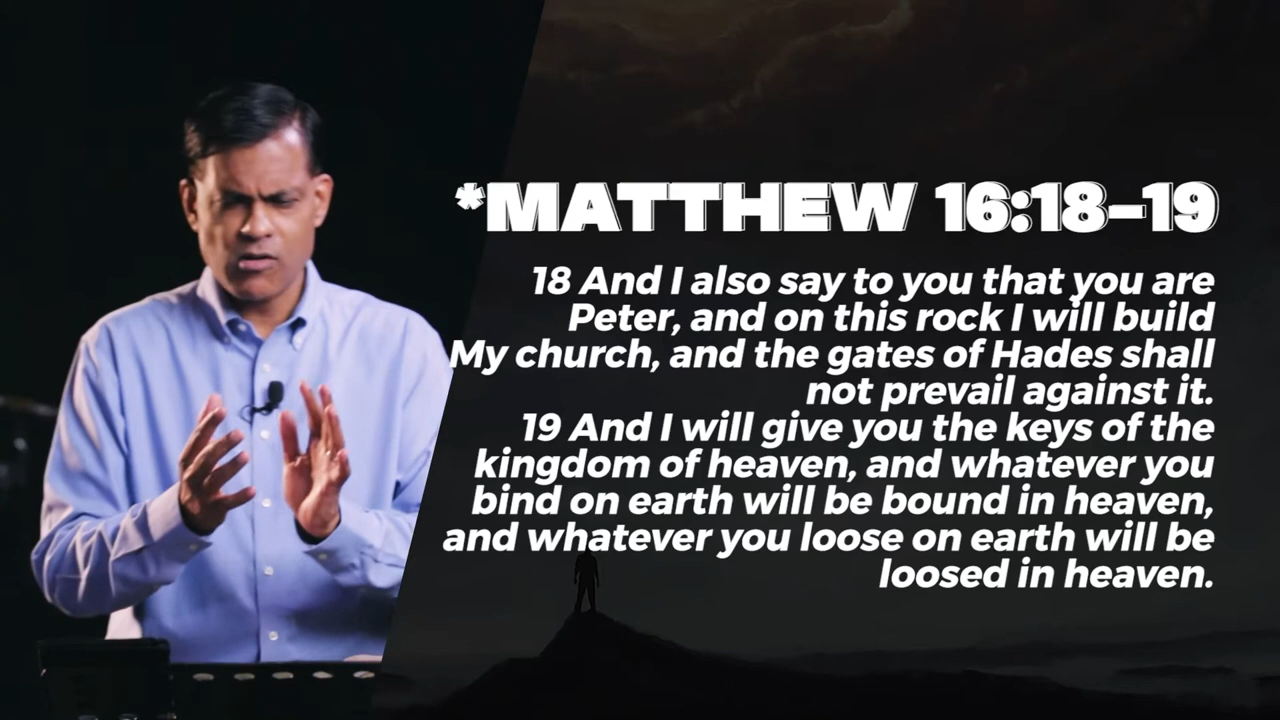 *MATTHEW 16:18-19
18 And I also say to you that you are
Peter, and on this rock I will build
My church, and the gates of Hades shall
not prevail against it.
19 And I will give you the keys of the
kingdom of heaven, and whatever you
bind on earth will be bound in heaven,
and whatever you loose on earth will be
loosed in heaven.